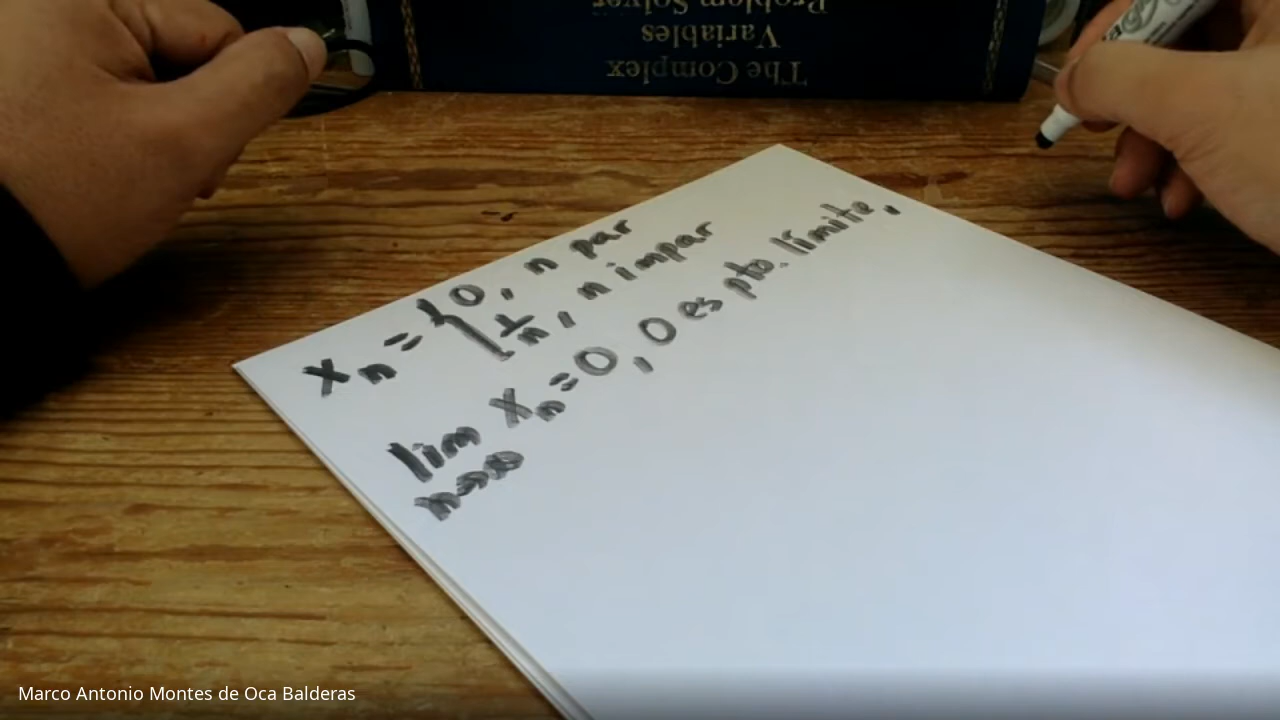 The Complex
Variables
Problem Solver
x_n = { 0, n par
1/n, n impar
lím x_n = 0, 0 es pto. límite,
n→∞
Marco Antonio Montes de Oca Balderas